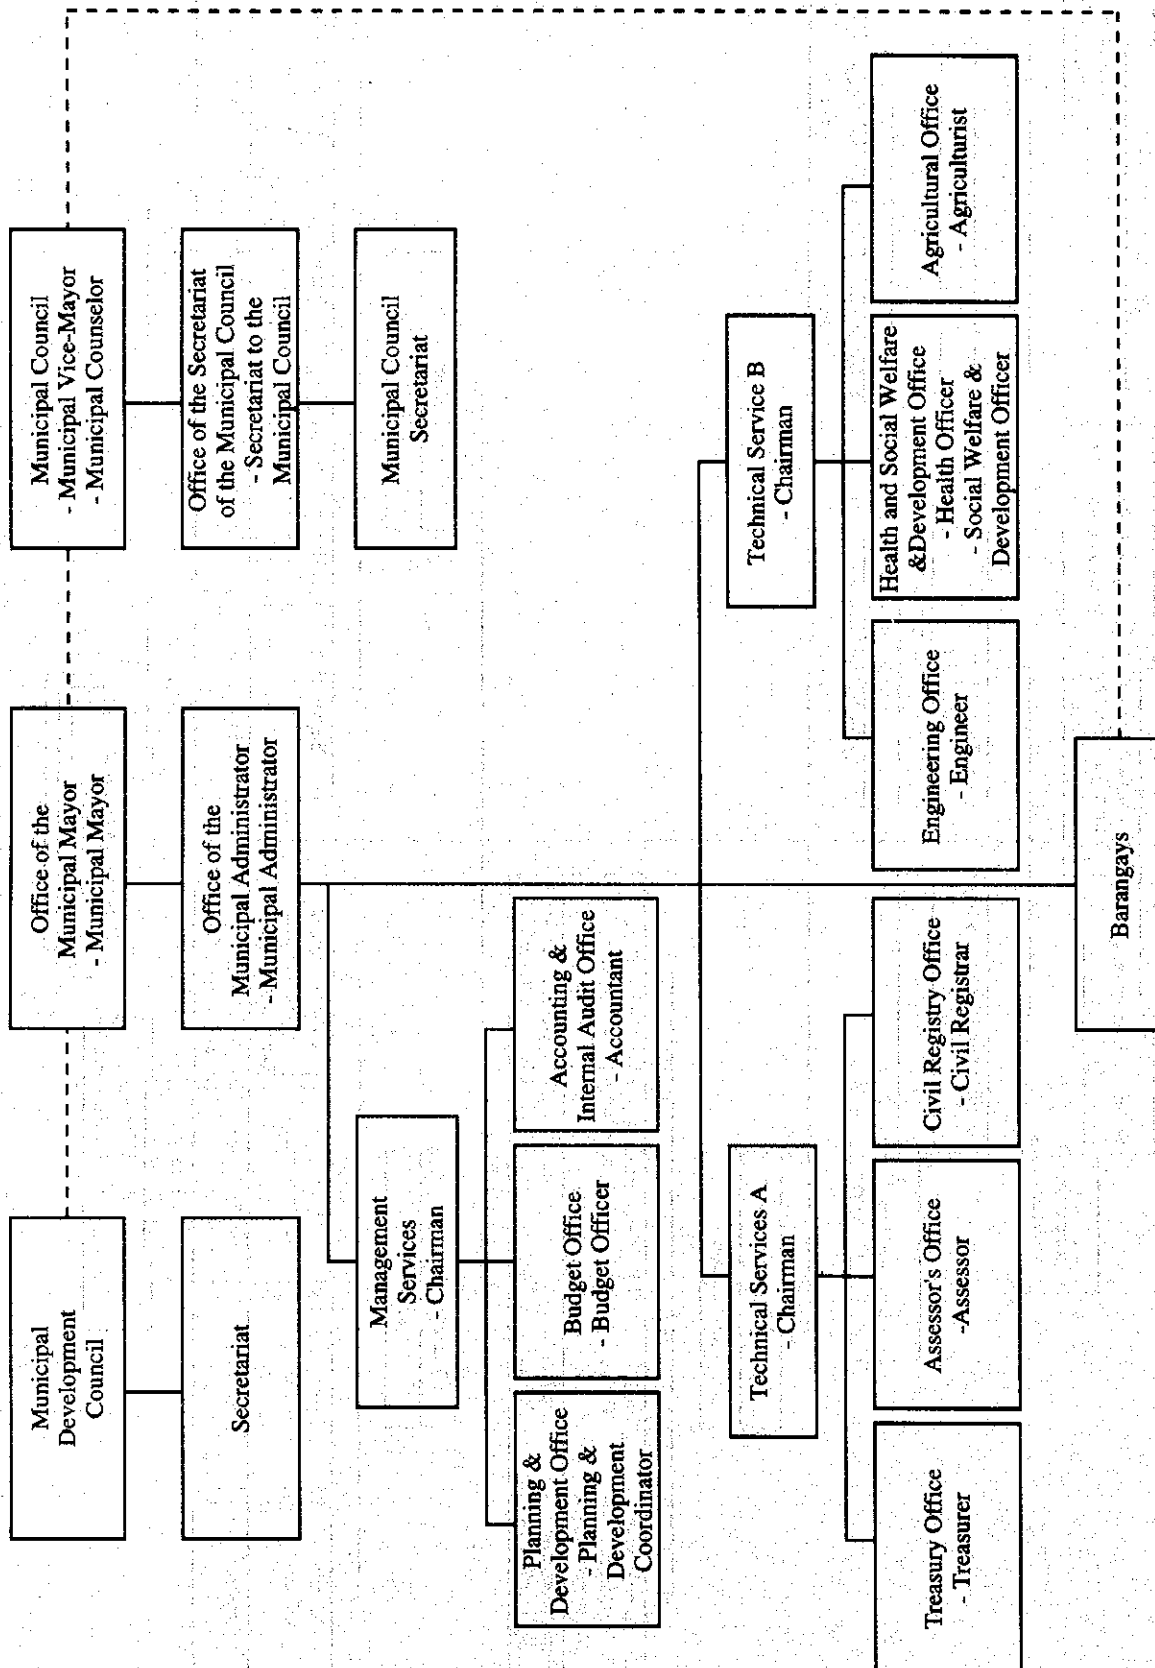 Municipal
Development
Council
Office of the
Municipal Mayor
- Municipal Mayor
Municipal Council
- Municipal Vice-Mayor
- Municipal Counselor
Secretariat
Office of the
Municipal Administrator
- Municipal Administrator
Office of the Secretariat
of the Municipal Council
- Secretariat to the
Municipal Council
Management
Services
- Chairman
Municipal Council
Secretariat
Planning &
Development Office
- Planning &
Development
Coordinator
Budget Office
- Budget Officer
Accounting &
Internal Audit Office
- Accountant
Technical Services A
- Chairman
Technical Service B
- Chairman
Treasury Office
- Treasurer
Assessor's Office
-Assessor
Civil Registry Office
- Civil Registrar
Engineering Office
- Engineer
Health and Social Welfare
&Development Office
- Health Officer
- Social Welfare &
Development Officer
Agricultural Office
- Agriculturist
Barangays